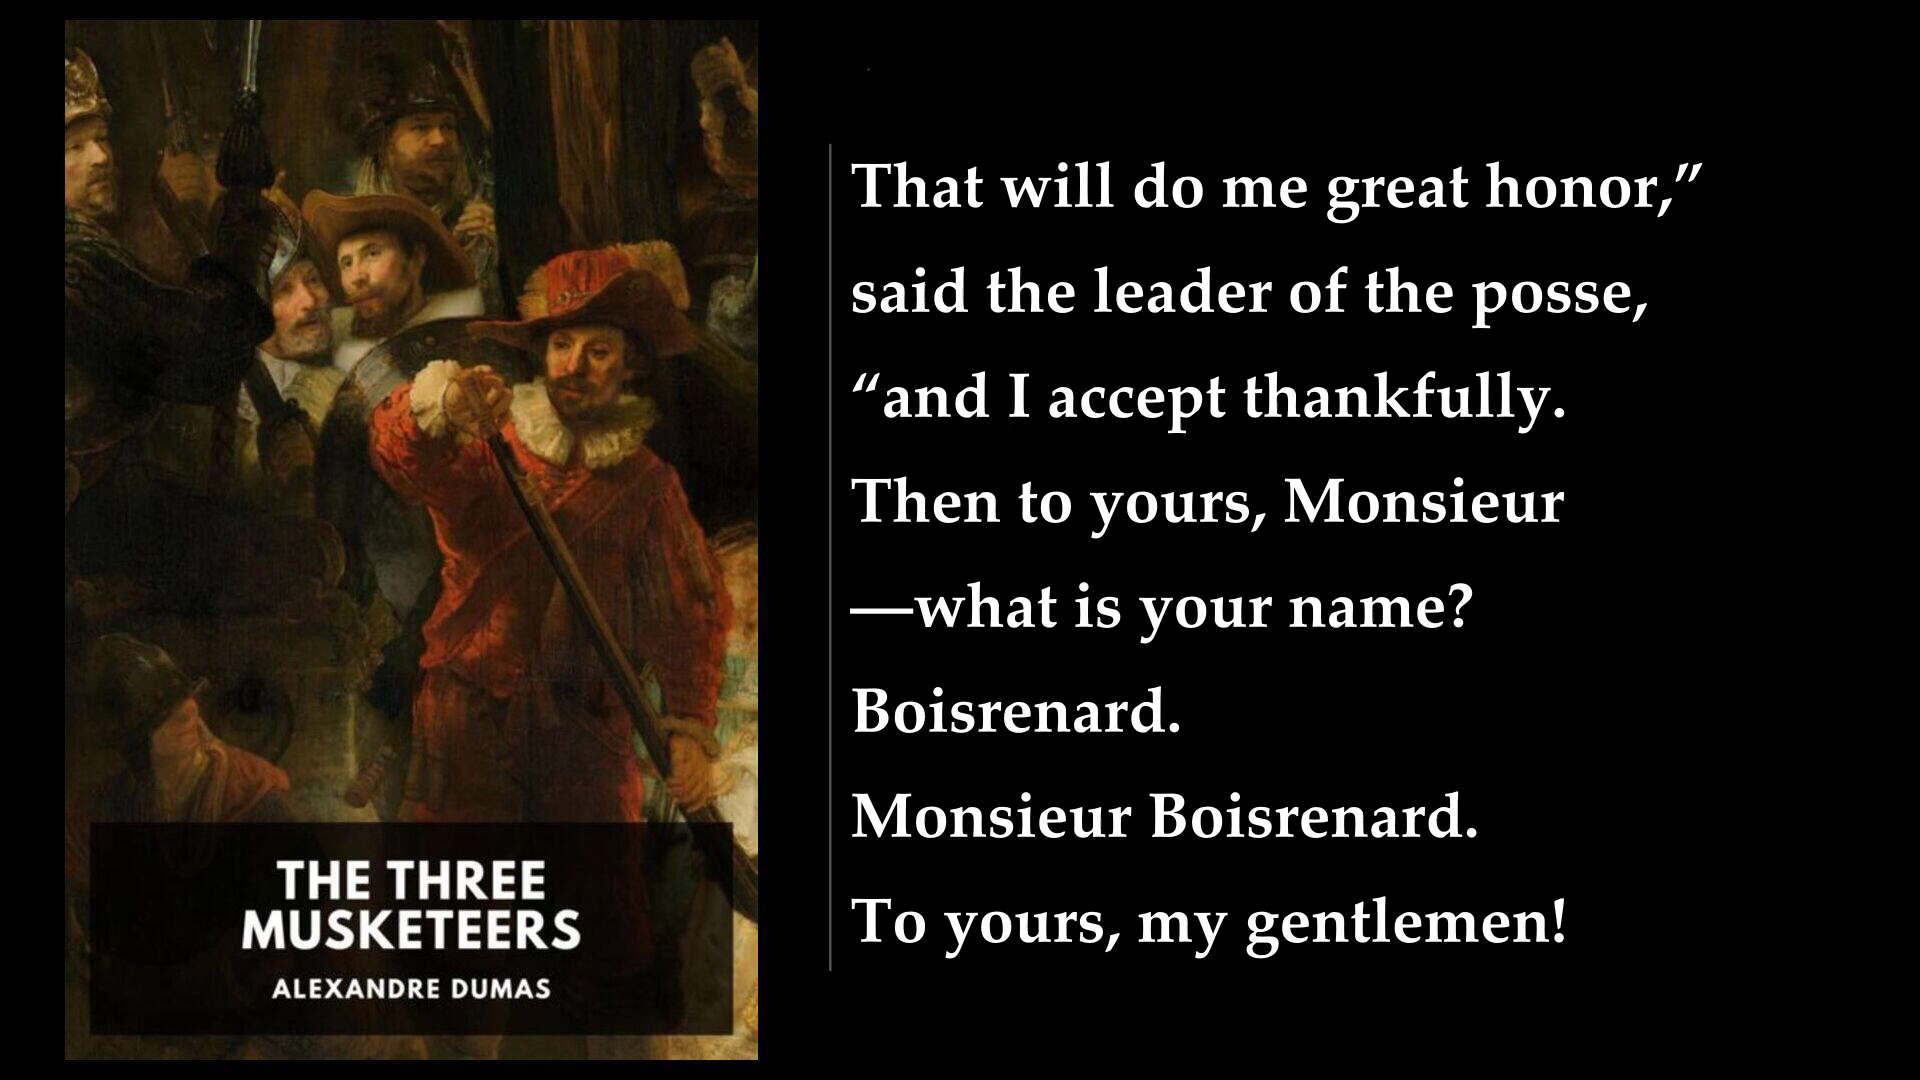 THE THREE
MUSKETEERS
ALEXANDRE DUMAS
That will do me great honor,”
said the leader of the posse,
“and I accept thankfully.
Then to yours, Monsieur
—what is your name?
Boisrenard.
Monsieur Boisrenard.
To yours, my gentlemen!